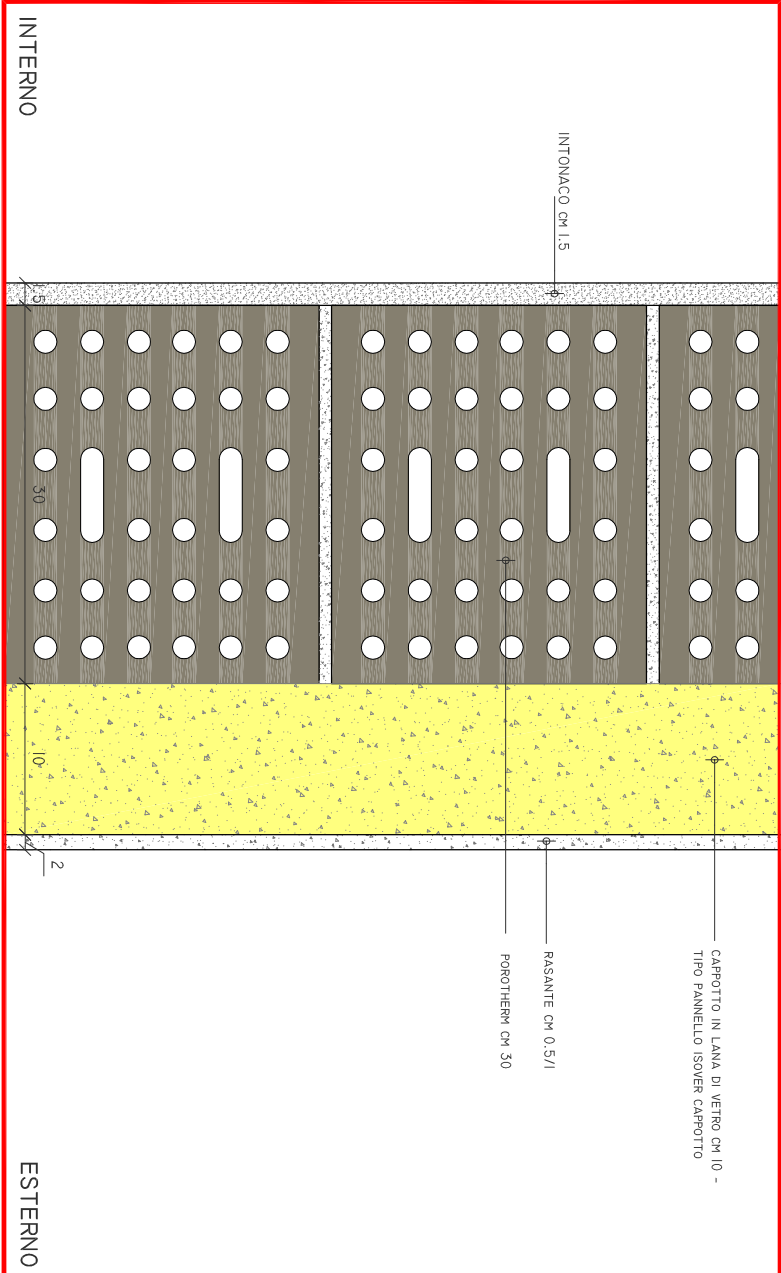 INTERNO
INTONACO CM 1.5
1.5
30
10
2
CAPPOTTO IN LANA DI VETRO CM 10 -
TIPO PANNELLO ISOVER CAPPOTTO
RASANTE CM 0.5/1
POROTHERM CM 30
ESTERNO